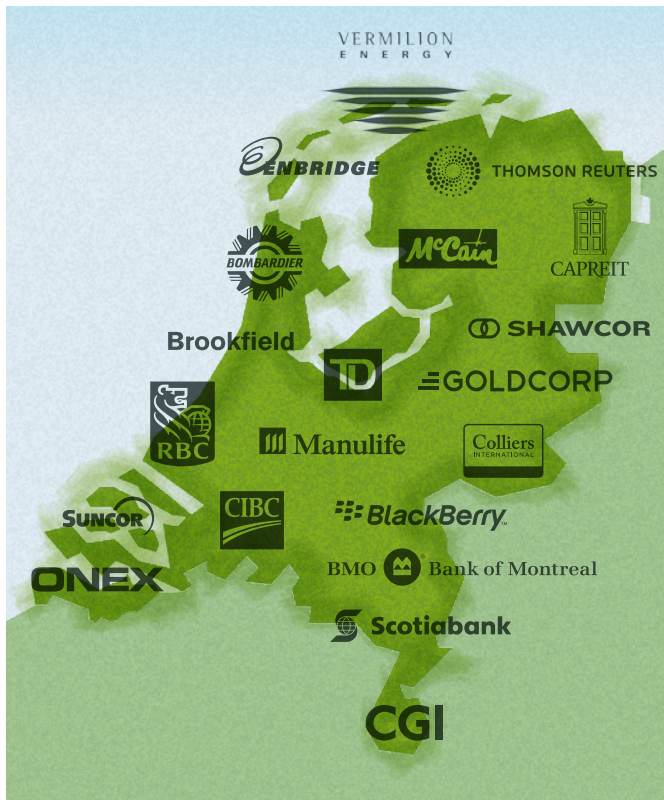 VERMILION
ENERGY
ENBRIDGE
THOMSON REUTERS
BOMBARDIER
McCain
CAPREIT
SHAWCOR
Brookfield
TD
GOLDCORP
RBC
Manulife
Colliers
INTERNATIONAL
SUNCOR
CIBC
BlackBerry™
ONEX
BMO Bank of Montreal®
Scotiabank
CGI